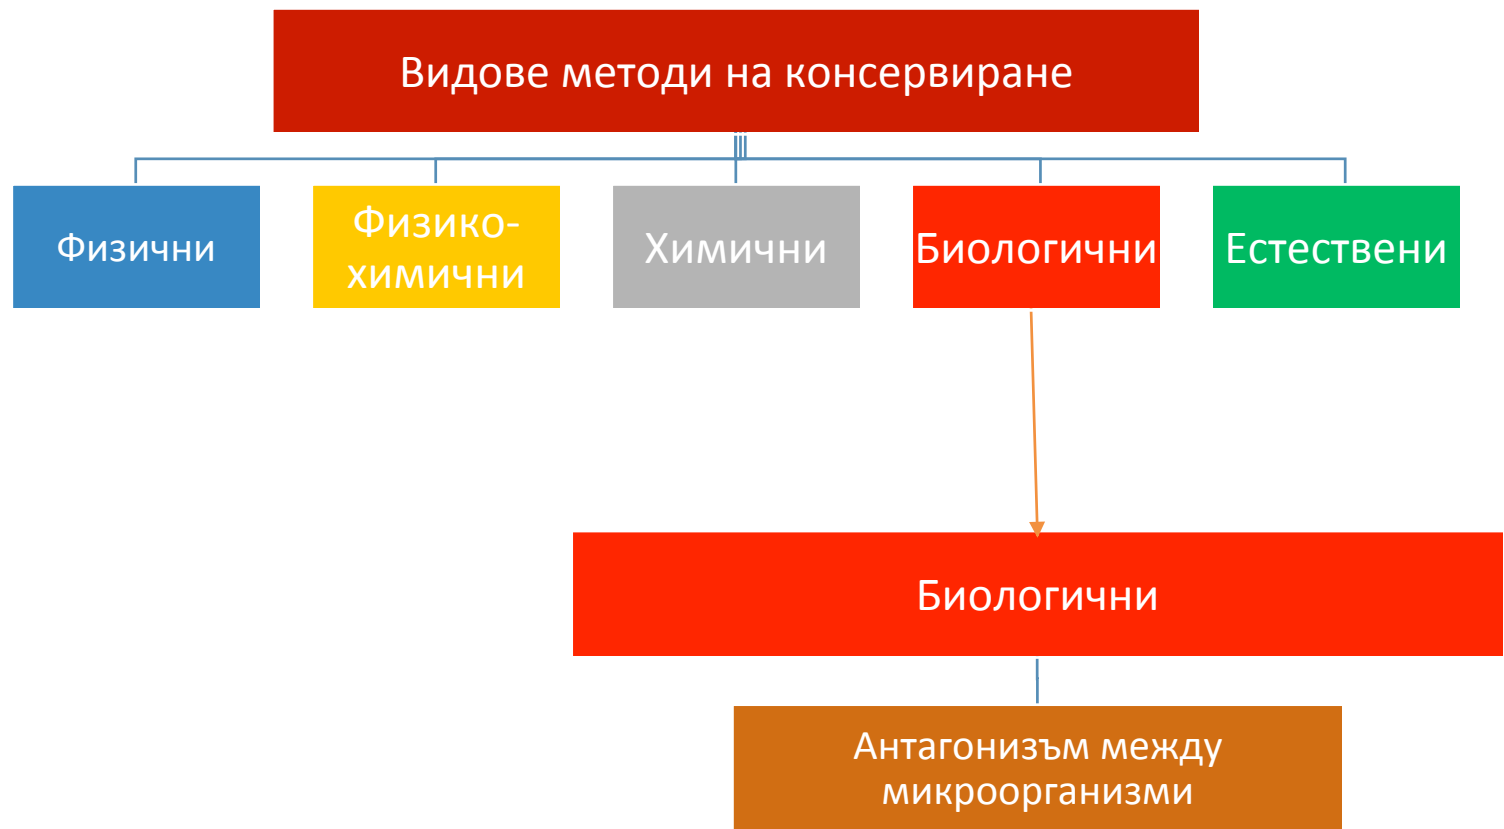 Видове методи на консервиране
Физични
Физико-
химични
Химични
Биологични
Естествени
Биологични
Антагонизъм между
микроорганизми